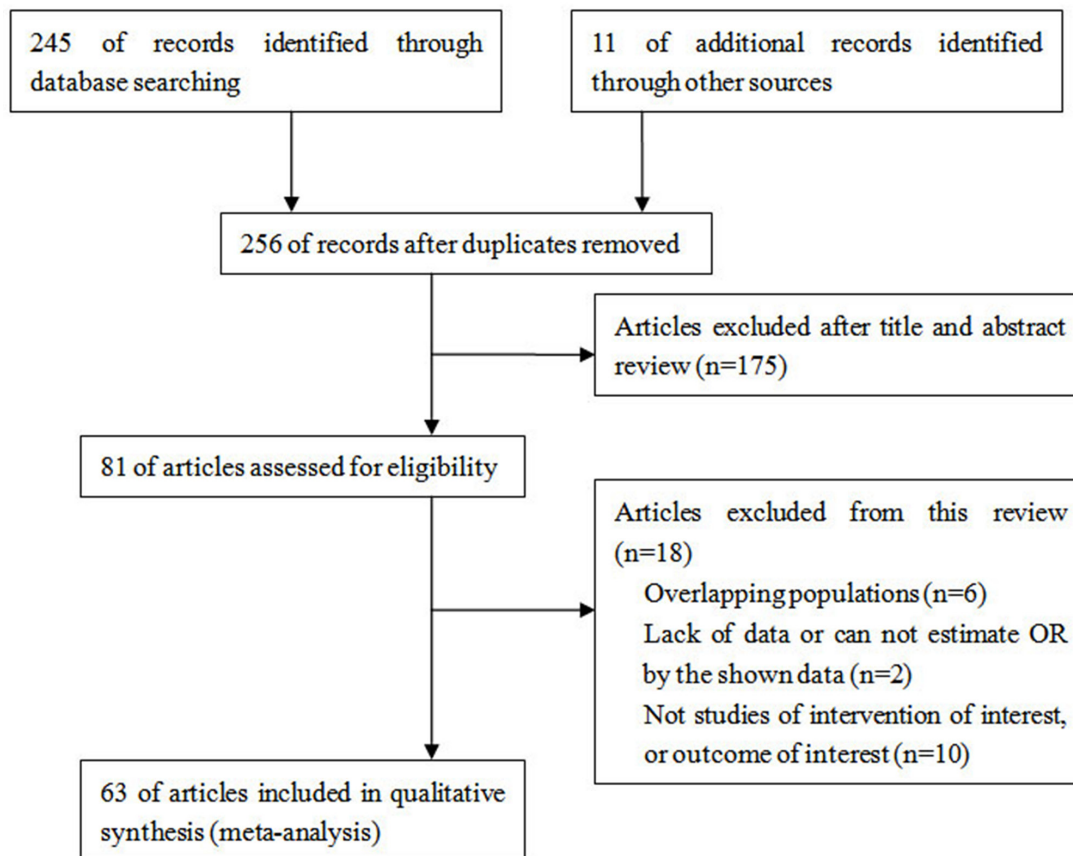 245 of records identified through
database searching
11 of additional records identified
through other sources
256 of records after duplicates removed
Articles excluded after title and abstract
review (n=175)
81 of articles assessed for eligibility
Articles excluded from this review
(n=18)
Overlapping populations (n=6)
Lack of data or can not estimate OR
by the shown data (n=2)
Not studies of intervention of interest,
or outcome of interest (n=10)
63 of articles included in qualitative
synthesis (meta-analysis)